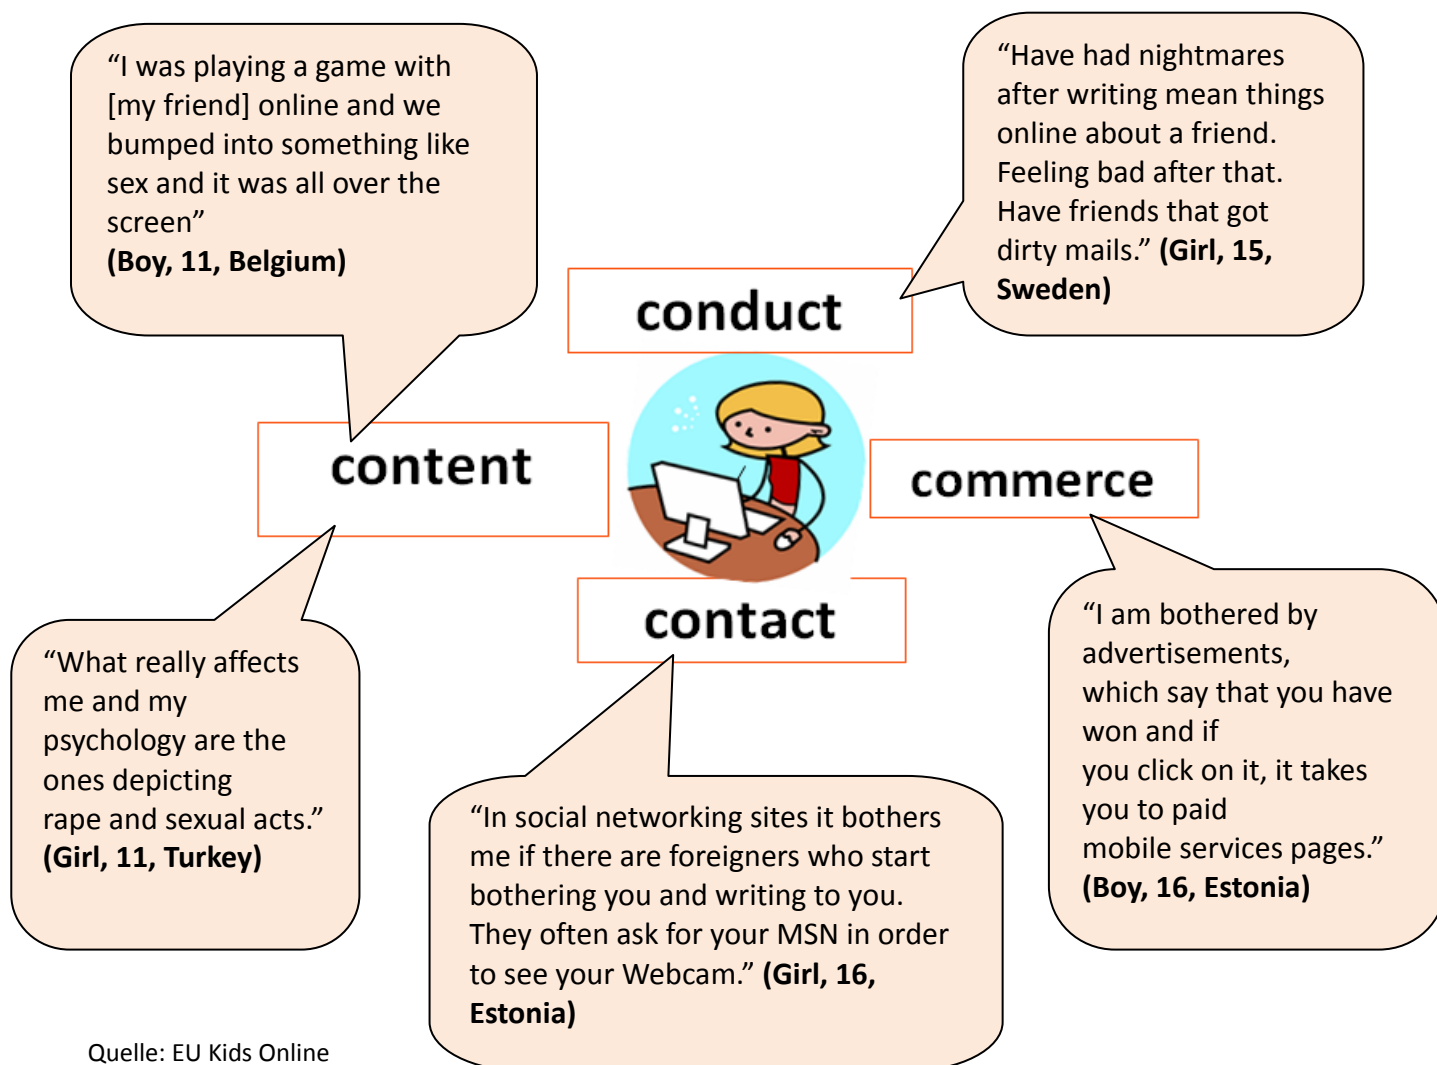 “I was playing a game with
[my friend] online and we
bumped into something like
sex and it was all over the
screen”
(Boy, 11, Belgium)
“Have had nightmares
after writing mean things
online about a friend.
Feeling bad after that.
Have friends that got
dirty mails.” (Girl, 15,
Sweden)
conduct
content
commerce
contact
“What really affects
me and my
psychology are the
ones depicting
rape and sexual acts.”
(Girl, 11, Turkey)
“In social networking sites it bothers
me if there are foreigners who start
bothering you and writing to you.
They often ask for your MSN in order
to see your Webcam.” (Girl, 16,
Estonia)
“I am bothered by
advertisements,
which say that you have
won and if
you click on it, it takes
you to paid
mobile services pages.”
(Boy, 16, Estonia)
Quelle: EU Kids Online